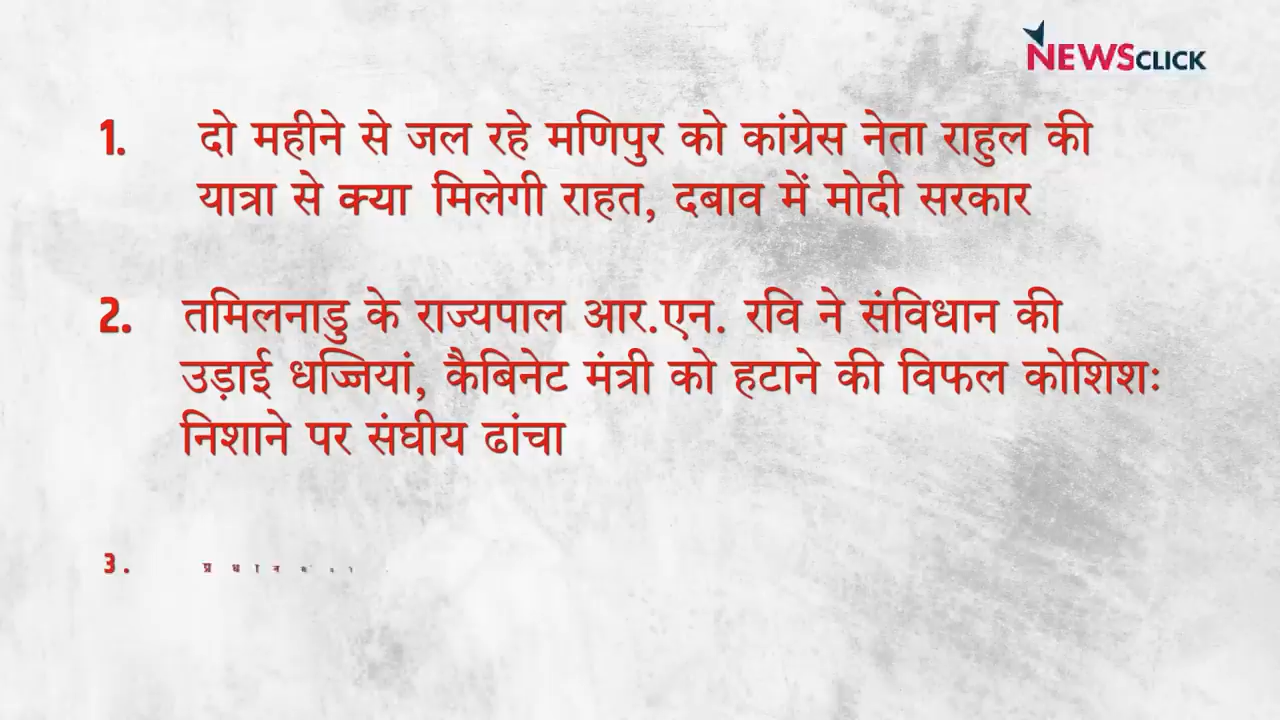 NEWSCLICK
1. दो महीने से जल रहे मणिपुर को कांग्रेस नेता राहुल की
यात्रा से क्या मिलेगी राहत, दबाव में मोदी सरकार
2. तमिलनाडु के राज्यपाल आर.एन. रवि ने संविधान की
उड़ाई धज्जियां, कैबिनेट मंत्री को हटाने की विफल कोशिशः
निशाने पर संघीय ढांचा
3. प्रधान